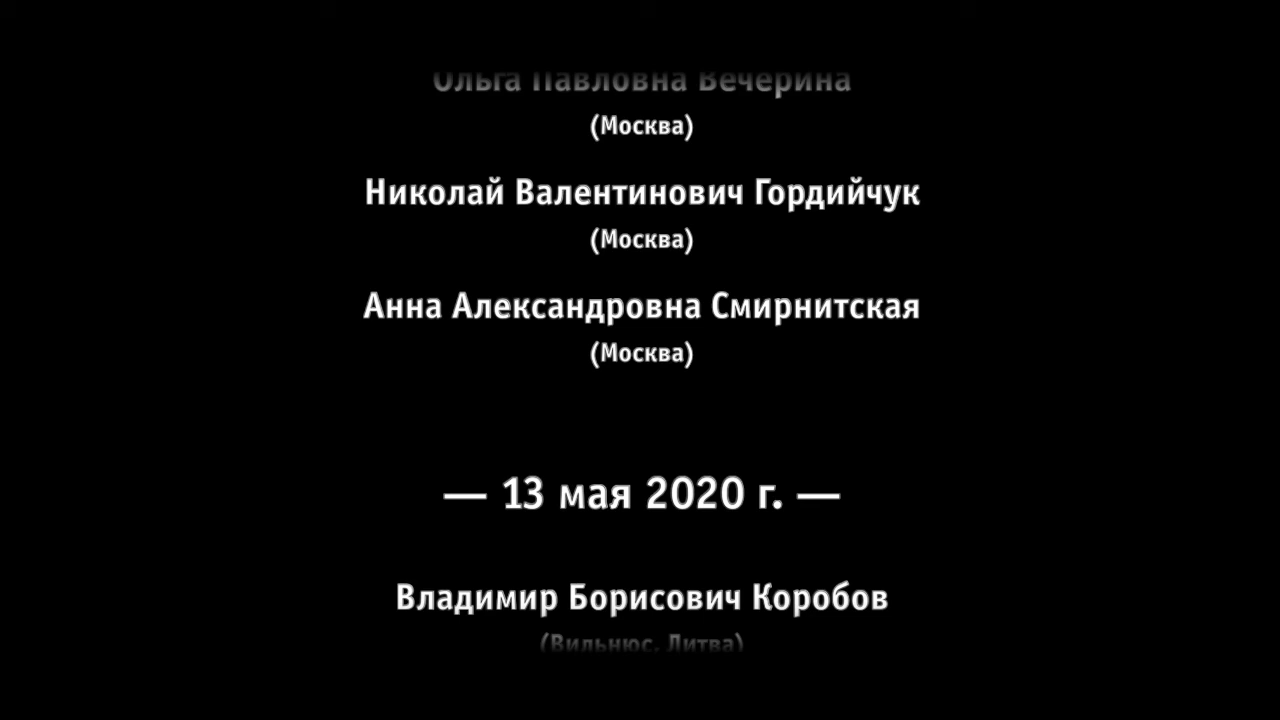 Ольга Павловна Вечерина
(Москва)
Николай Валентинович Гордийчук
(Москва)
Анна Александровна Смирнитская
(Москва)
— 13 мая 2020 г. —
Владимир Борисович Коробов
(Вильнюс, Литва)